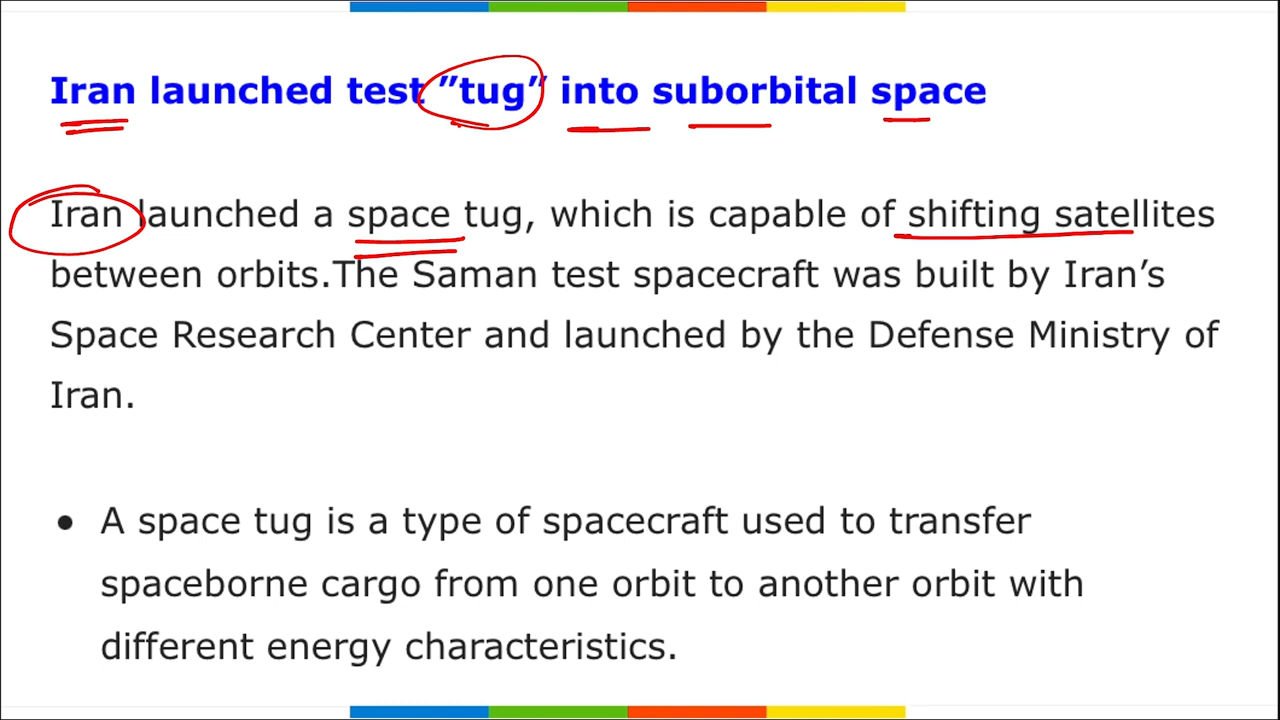 Iran launched test ”tug” into suborbital space
Iran launched a space tug, which is capable of shifting satellites
between orbits.The Saman test spacecraft was built by Iran’s
Space Research Center and launched by the Defense Ministry of
Iran.
● A space tug is a type of spacecraft used to transfer
spaceborne cargo from one orbit to another orbit with
different energy characteristics.